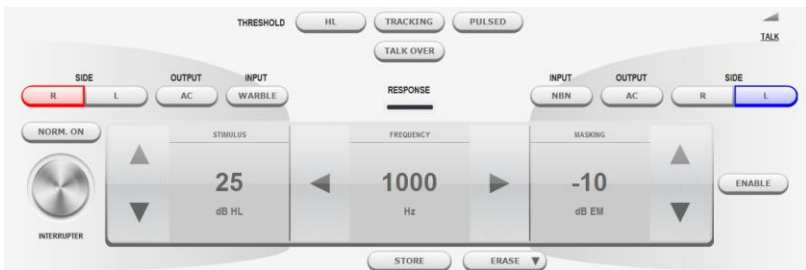 THRESHOLD HL TRACKING PULSED
TALK
TALK OVER
SIDE OUTPUT INPUT RESPONSE INPUT OUTPUT SIDE
R L AC WARBLE NBN AC R L
NORM. ON STIMULUS FREQUENCY MASKING
25 1000 -10 ENABLE
dB HL Hz dB EM
INTERRUPTER
STORE ERASE